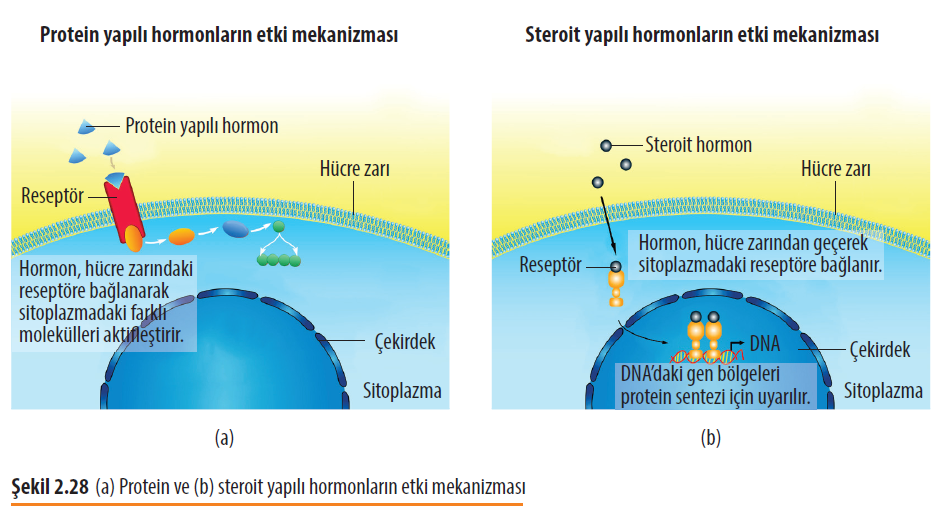 Protein yapılı hormonların etki mekanizması
Protein yapılı hormon
Hücre zarı
Reseptör
Hormon, hücre zarındaki
reseptöre bağlanarak
sitoplazmadaki farklı
molekülleri aktifleştirir.
Çekirdek
Sitoplazma
(a)
Steroit yapılı hormonların etki mekanizması
Steroit hormon
Hücre zarı
Hormon, hücre zarından geçerek
sitoplazmadaki reseptöre bağlanır.
Reseptör
DNA
Çekirdek
DNA'daki gen bölgeleri
protein sentezi için uyarılır.
Sitoplazma
(b)
Şekil 2.28 (a) Protein ve (b) steroit yapılı hormonların etki mekanizması